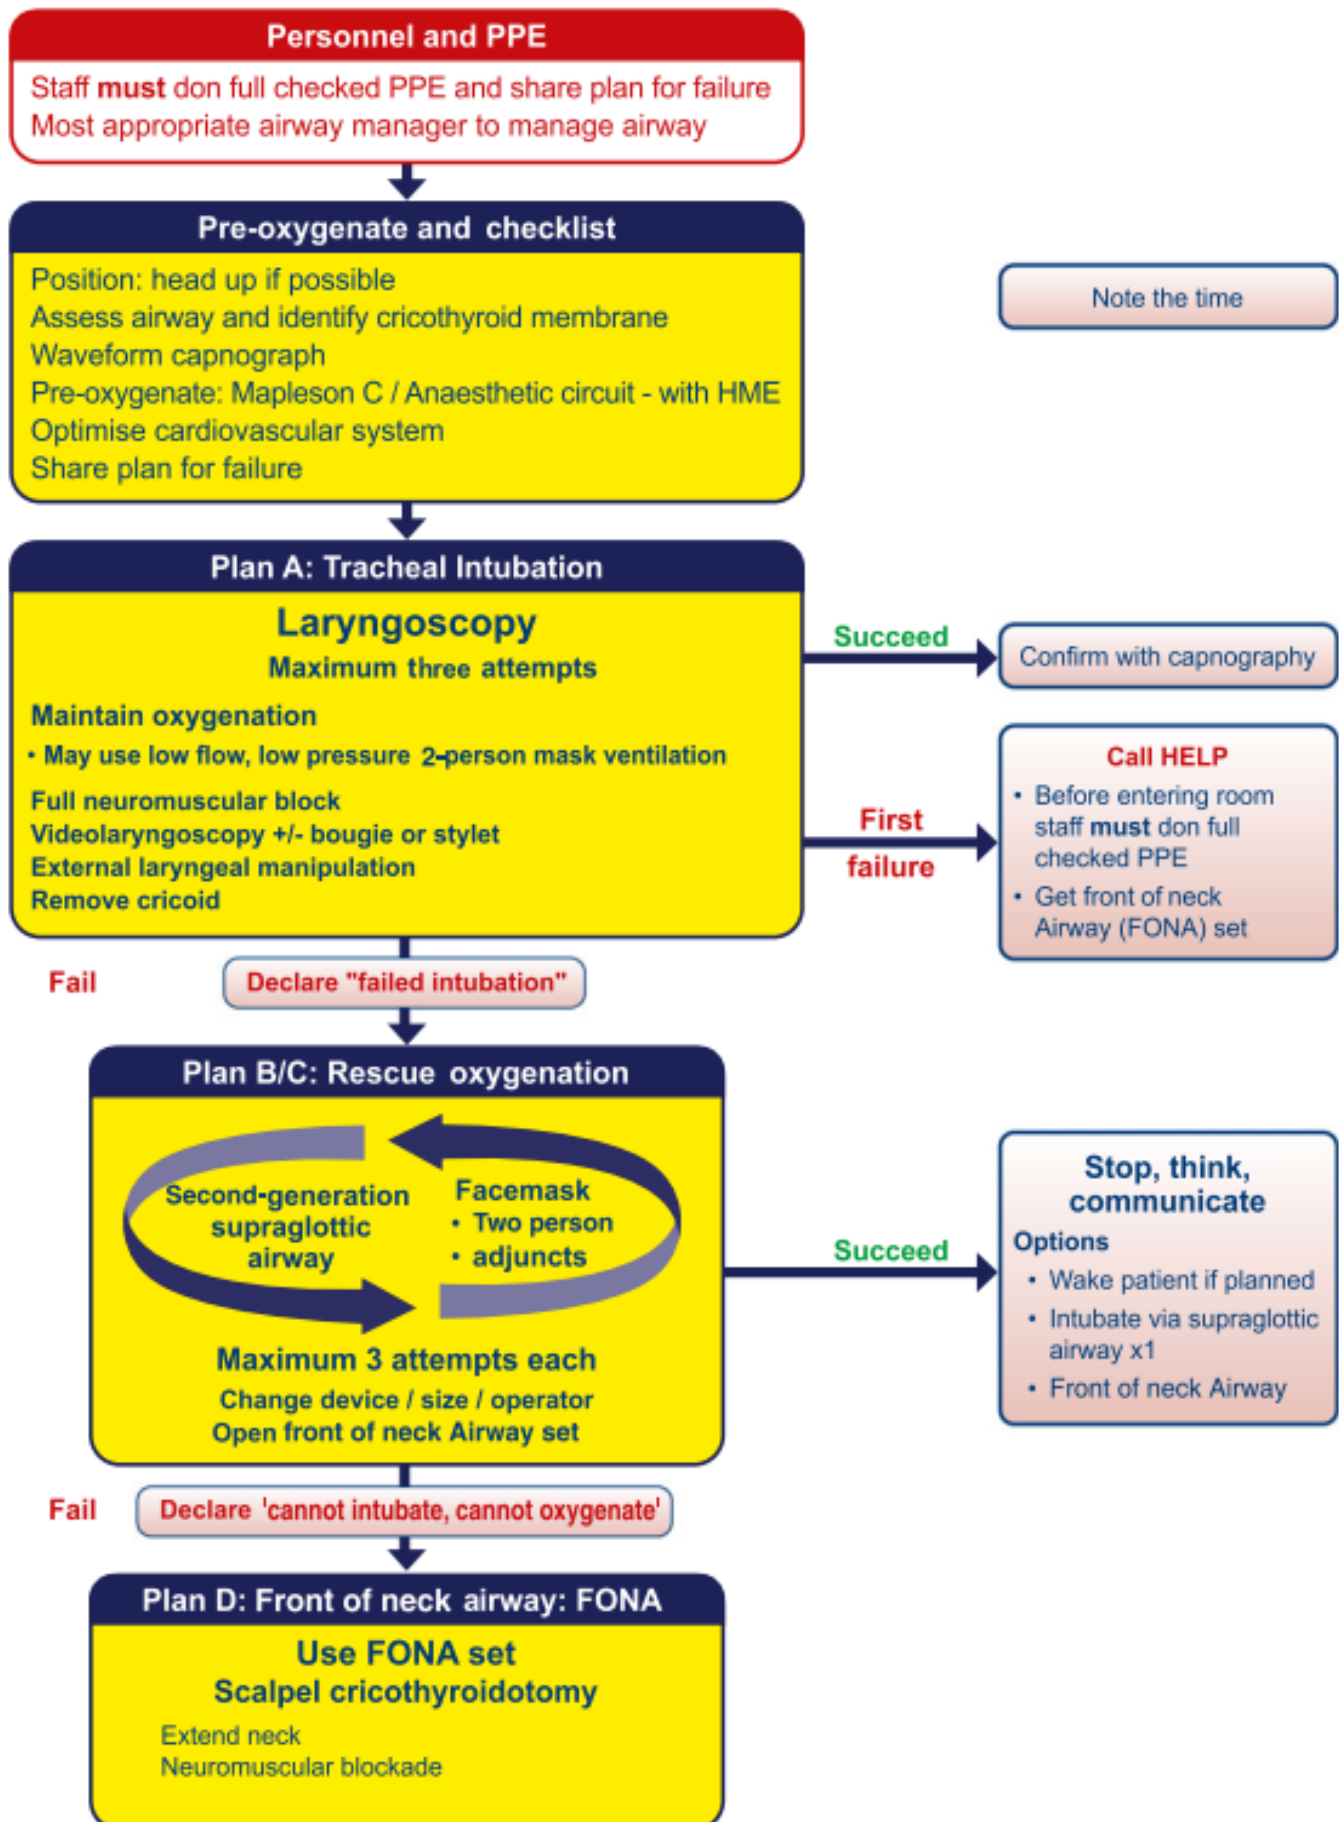 Personnel and PPE
Staff must don full checked PPE and share plan for failure
Most appropriate airway manager to manage airway
Pre-oxygenate and checklist
Position: head up if possible
Assess airway and identify cricothyroid membrane
Waveform capnograph
Pre-oxygenate: Mapleson C / Anaesthetic circuit - with HME
Optimise cardiovascular system
Share plan for failure
Note the time
Plan A: Tracheal Intubation
Laryngoscopy
Maximum three attempts
Maintain oxygenation
• May use low flow, low pressure 2-person mask ventilation
Full neuromuscular block
Videolaryngoscopy +/- bougie or stylet
External laryngeal manipulation
Remove cricoid
Succeed
Confirm with capnography
First
failure
Call HELP
• Before entering room
staff must don full
checked PPE
• Get front of neck
Airway (FONA) set
Fail
Declare "failed intubation"
Plan B/C: Rescue oxygenation
Second-generation
supraglottic
airway
Facemask
• Two person
• adjuncts
Maximum 3 attempts each
Change device / size / operator
Open front of neck Airway set
Succeed
Stop, think,
communicate
Options
• Wake patient if planned
• Intubate via supraglottic
airway x1
• Front of neck Airway
Fail
Declare 'cannot intubate, cannot oxygenate'
Plan D: Front of neck airway: FONA
Use FONA set
Scalpel cricothyroidotomy
Extend neck
Neuromuscular blockade